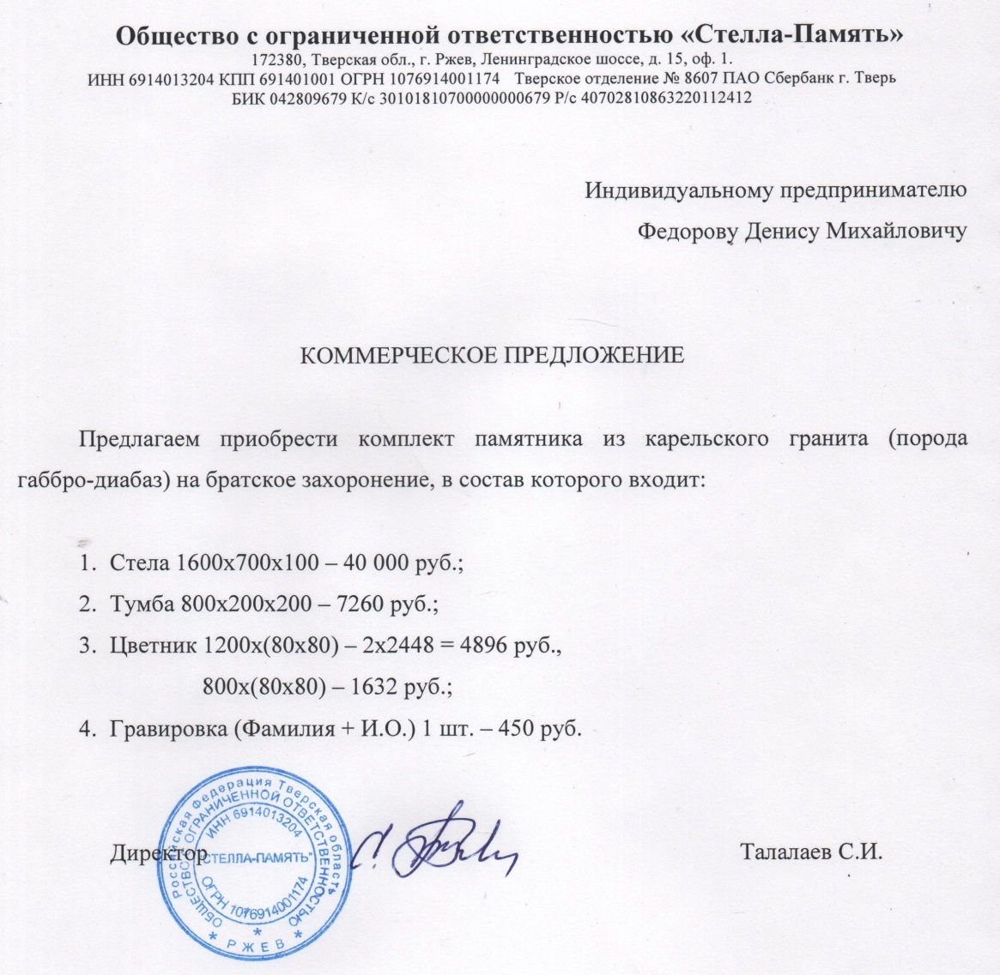 Общество с ограниченной ответственностью «Стелла-Память»
172380, Тверская обл., г. Ржев, Ленинградское шоссе, д. 15, оф. 1.
ИНН 6914013204 КПП 691401001 ОГРН 1076914001174 Тверское отделение № 8607 ПАО Сбербанк г. Тверь
БИК 042809679 К/с 30101810700000000679 Р/с 40702810863220112412
Индивидуальному предпринимателю
Федорову Денису Михайловичу
КОММЕРЧЕСКОЕ ПРЕДЛОЖЕНИЕ
Предлагаем приобрести комплект памятника из карельского гранита (порода
габбро-диабаз) на братское захоронение, в состав которого входит:
1. Стела 1600х700х100 – 40 000 руб.;
2. Тумба 800х200х200 – 7260 руб.;
3. Цветник 1200х(80х80) – 2х2448 = 4896 руб.,
800х(80х80) – 1632 руб.;
4. Гравировка (Фамилия + И.О.) 1 шт. – 450 руб.
Директор
Талалаев С.И.
Российская Федерация Тверская область
ОБЩЕСТВО С ОГРАНИЧЕННОЙ ОТВЕТСТВЕННОСТЬЮ
ИНН 6914013204
"СТЕЛЛА-ПАМЯТЬ"
ОГРН 1076914001174
* РЖЕВ *